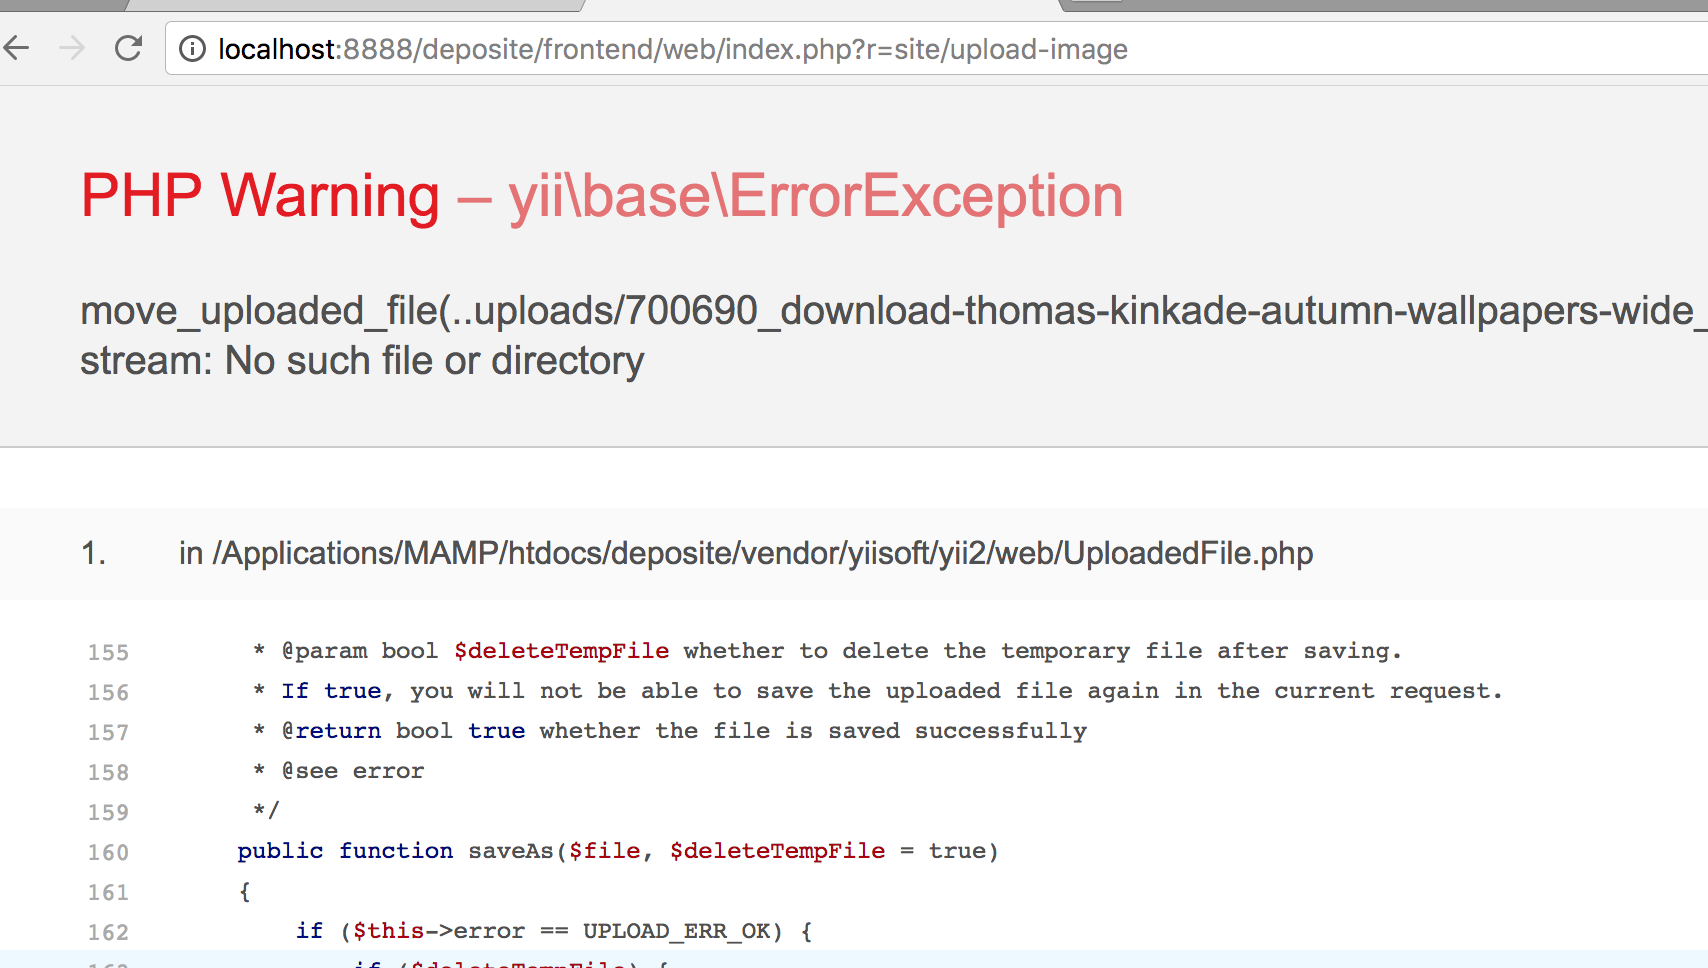 localhost:8888/deposite/frontend/web/index.php?r=site/upload-image
PHP Warning – yii\base\ErrorException
move_uploaded_file(..uploads/700690_download-thomas-kinkade-autumn-wallpapers-wide_
stream: No such file or directory
1. in /Applications/MAMP/htdocs/deposite/vendor/yiisoft/yii2/web/UploadedFile.php
155 * @param bool $deleteTempFile whether to delete the temporary file after saving.
156 * If true, you will not be able to save the uploaded file again in the current request.
157 * @return bool true whether the file is saved successfully
158 * @see error
159 */
160 public function saveAs($file, $deleteTempFile = true)
161 {
162 if ($this->error == UPLOAD_ERR_OK) {
163 if ($deleteTempFile) {